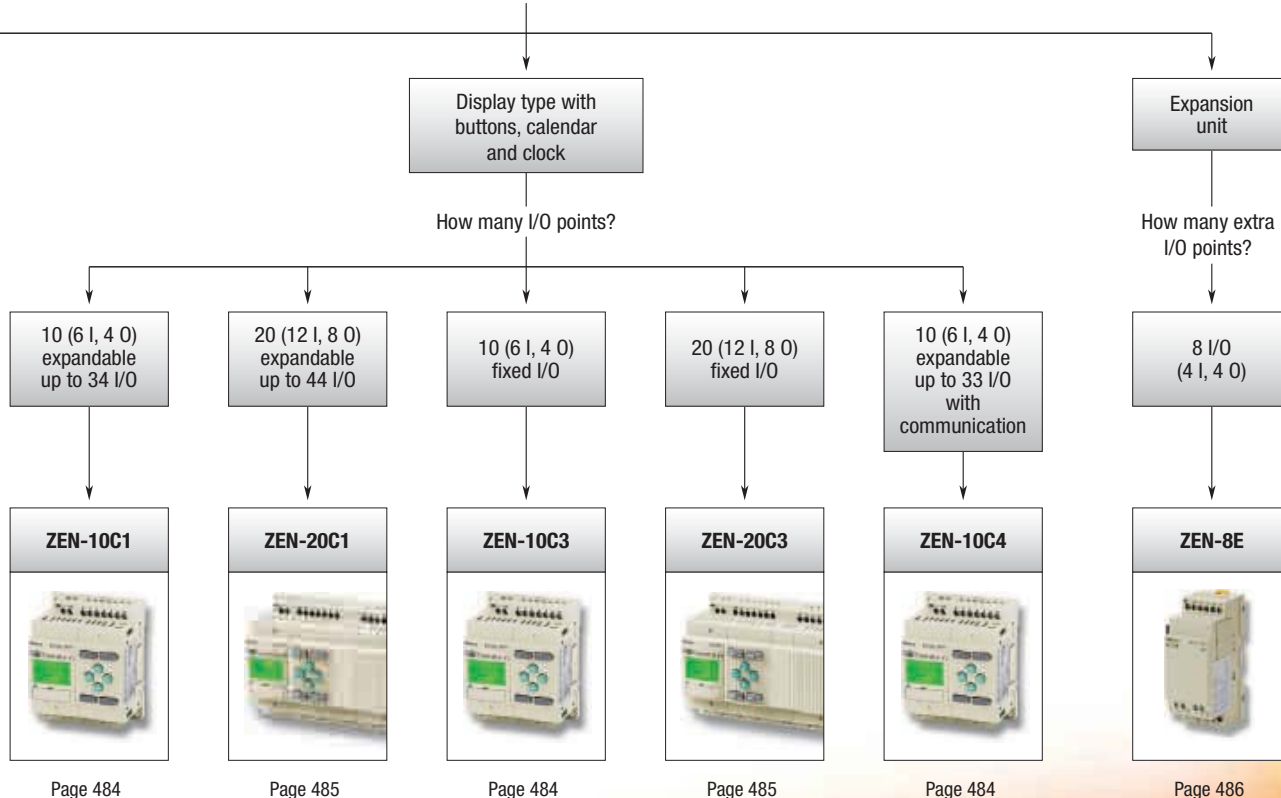 Display type with
buttons, calendar
and clock
Expansion
unit
How many I/O points?
How many extra
I/O points?
10 (6 I, 4 O)
expandable
up to 34 I/O
20 (12 I, 8 O)
expandable
up to 44 I/O
10 (6 I, 4 O)
fixed I/O
20 (12 I, 8 O)
fixed I/O
10 (6 I, 4 O)
expandable
up to 33 I/O
with
communication
8 I/O
(4 I, 4 O)
ZEN-10C1
ZEN-20C1
ZEN-10C3
ZEN-20C3
ZEN-10C4
ZEN-8E
Page 484
Page 485
Page 484
Page 485
Page 484
Page 486